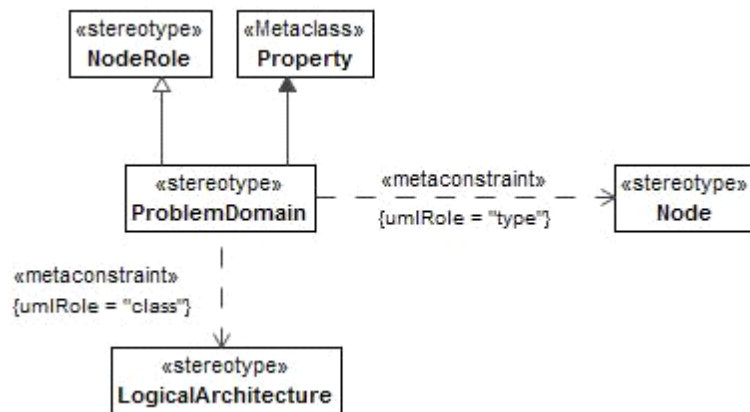 «stereotype»
NodeRole
«Metaclass»
Property
«stereotype»
ProblemDomain
«metaconstraint»
{umlRole = "type"}
«stereotype»
Node
«metaconstraint»
{umlRole = "class"}
«stereotype»
LogicalArchitecture